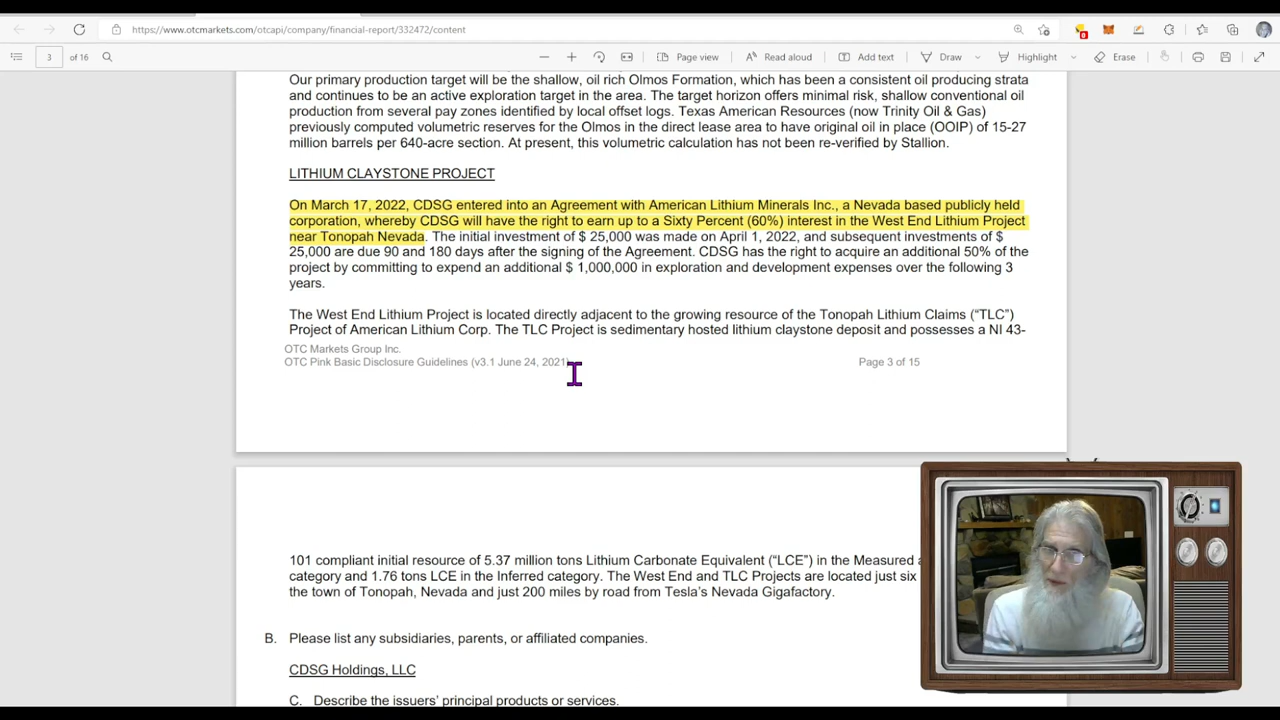 https://www.otcmarkets.com/otcapi/company/financial-report/332472/content
3 of 16 Page view Read aloud Add text Draw Highlight Erase
Our primary production target will be the shallow, oil rich Olmos Formation, which has been a consistent oil producing strata
and continues to be an active exploration target in the area. The target horizon offers minimal risk, shallow conventional oil
production from several pay zones identified by local offset logs. Texas American Resources (now Trinity Oil & Gas)
previously computed volumetric reserves for the Olmos in the direct lease area to have original oil in place (OOIP) of 15-27
million barrels per 640-acre section. At present, this volumetric calculation has not been re-verified by Stallion.
LITHIUM CLAYSTONE PROJECT
On March 17, 2022, CDSG entered into an Agreement with American Lithium Minerals Inc., a Nevada based publicly held
corporation, whereby CDSG will have the right to earn up to a Sixty Percent (60%) interest in the West End Lithium Project
near Tonopah Nevada. The initial investment of $ 25,000 was made on April 1, 2022, and subsequent investments of $
25,000 are due 90 and 180 days after the signing of the Agreement. CDSG has the right to acquire an additional 50% of the
project by committing to expend an additional $ 1,000,000 in exploration and development expenses over the following 3
years.
The West End Lithium Project is located directly adjacent to the growing resource of the Tonopah Lithium Claims (“TLC”)
Project of American Lithium Corp. The TLC Project is sedimentary hosted lithium claystone deposit and possesses a NI 43-
OTC Markets Group Inc.
OTC Pink Basic Disclosure Guidelines (v3.1 June 24, 2021) Page 3 of 15
101 compliant initial resource of 5.37 million tons Lithium Carbonate Equivalent (“LCE”) in the Measured
category and 1.76 tons LCE in the Inferred category. The West End and TLC Projects are located just six
the town of Tonopah, Nevada and just 200 miles by road from Tesla’s Nevada Gigafactory.
B. Please list any subsidiaries, parents, or affiliated companies.
CDSG Holdings, LLC
C. Describe the issuers’ principal products or services.